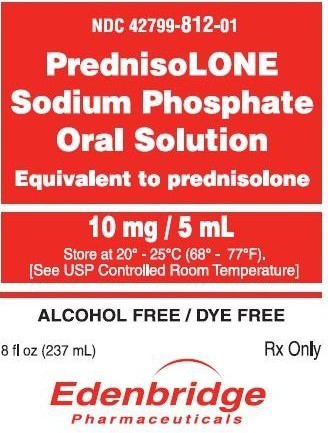 NDC 42799-812-01
PrednisoLONE
Sodium Phosphate
Oral Solution
Equivalent to prednisolone
10 mg / 5 mL
Store at 20° - 25°C (68° - 77°F).
[See USP Controlled Room Temperature]
ALCOHOL FREE / DYE FREE
8 fl oz (237 mL) Rx Only
Edenbridge
Pharmaceuticals